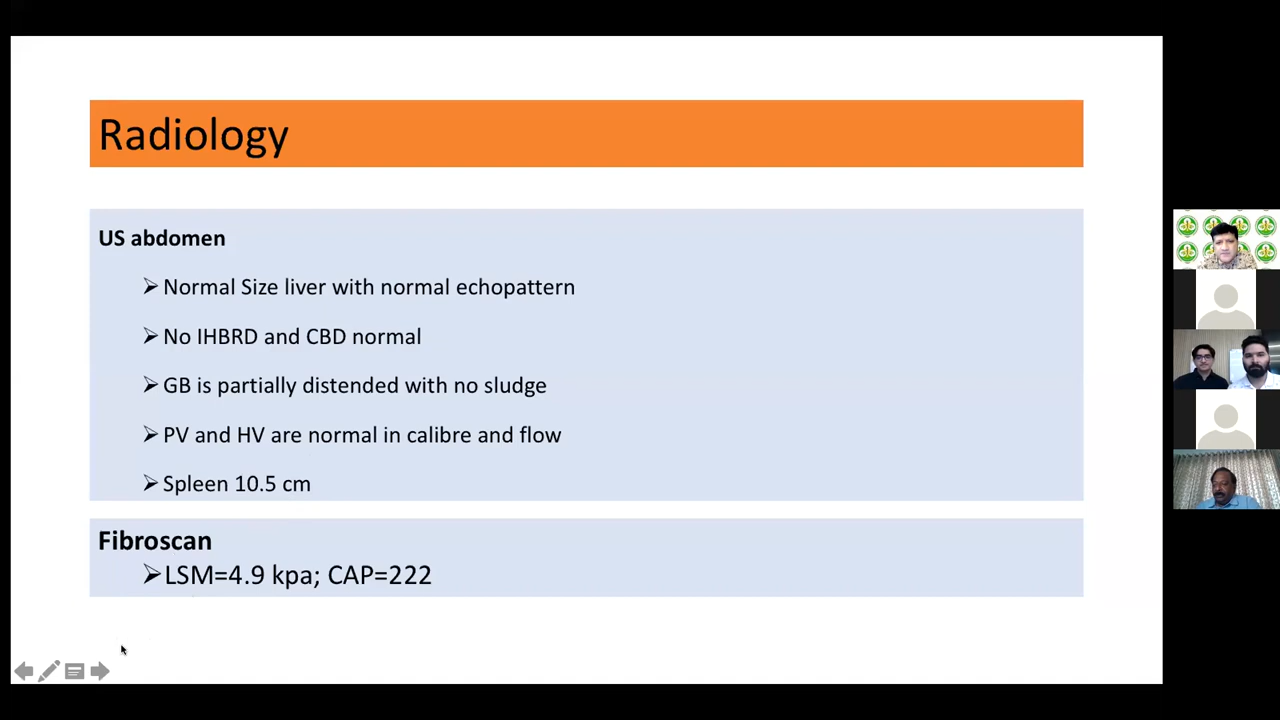 Radiology
US abdomen
➢Normal Size liver with normal echopattern
➢No IHBRD and CBD normal
➢GB is partially distended with no sludge
➢PV and HV are normal in calibre and flow
➢Spleen 10.5 cm
Fibroscan
➢LSM=4.9 kpa; CAP=222